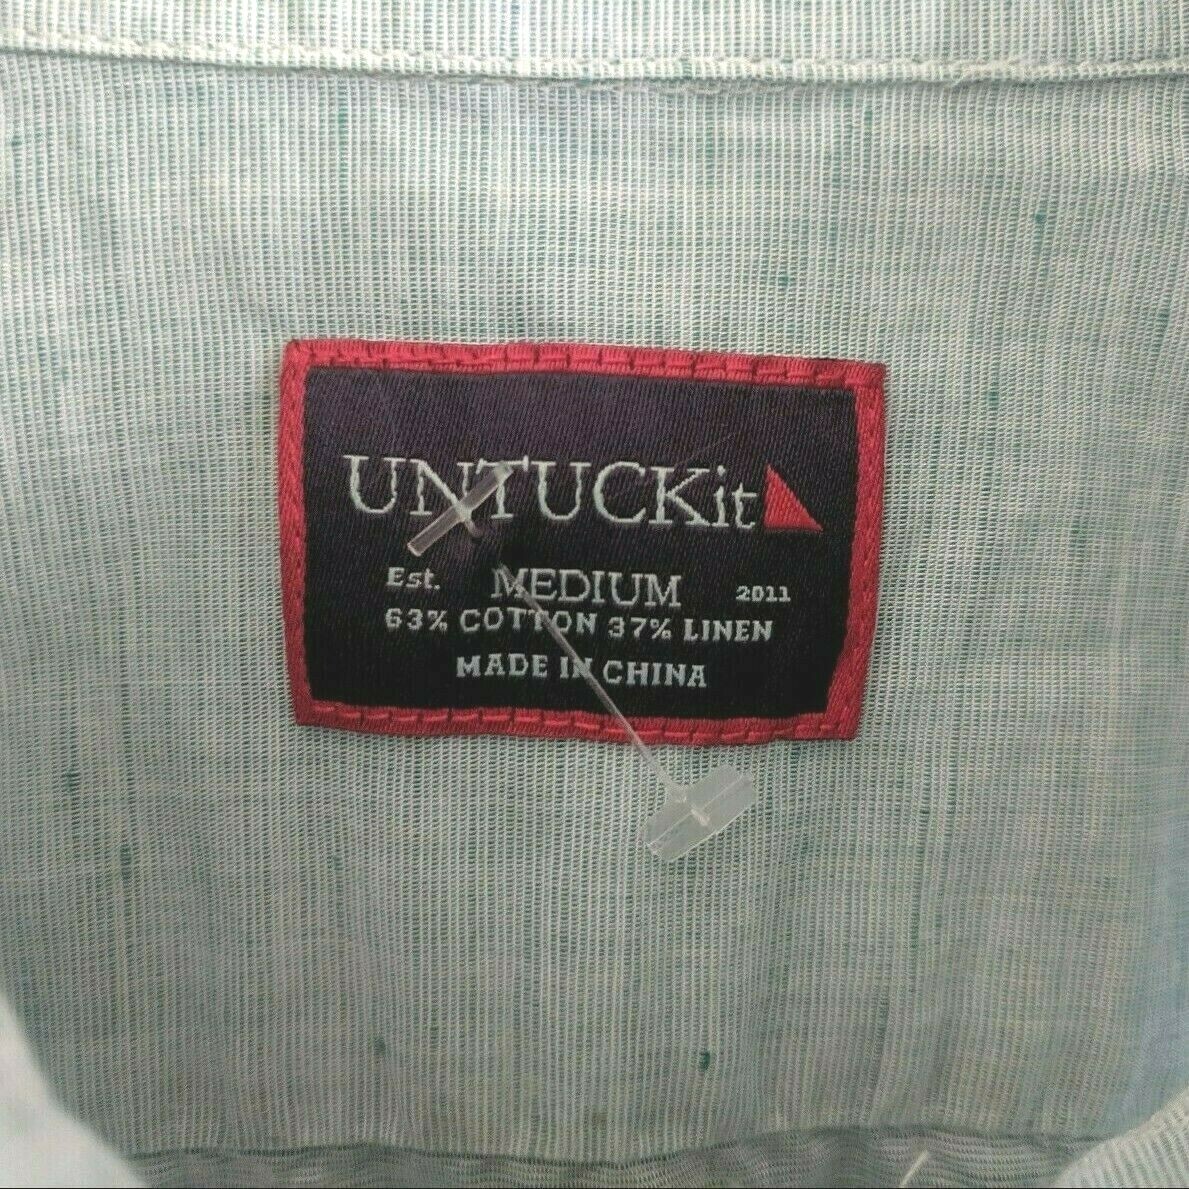 UNTUCKit
Est. MEDIUM 2011
63% COTTON 37% LINEN
MADE IN CHINA